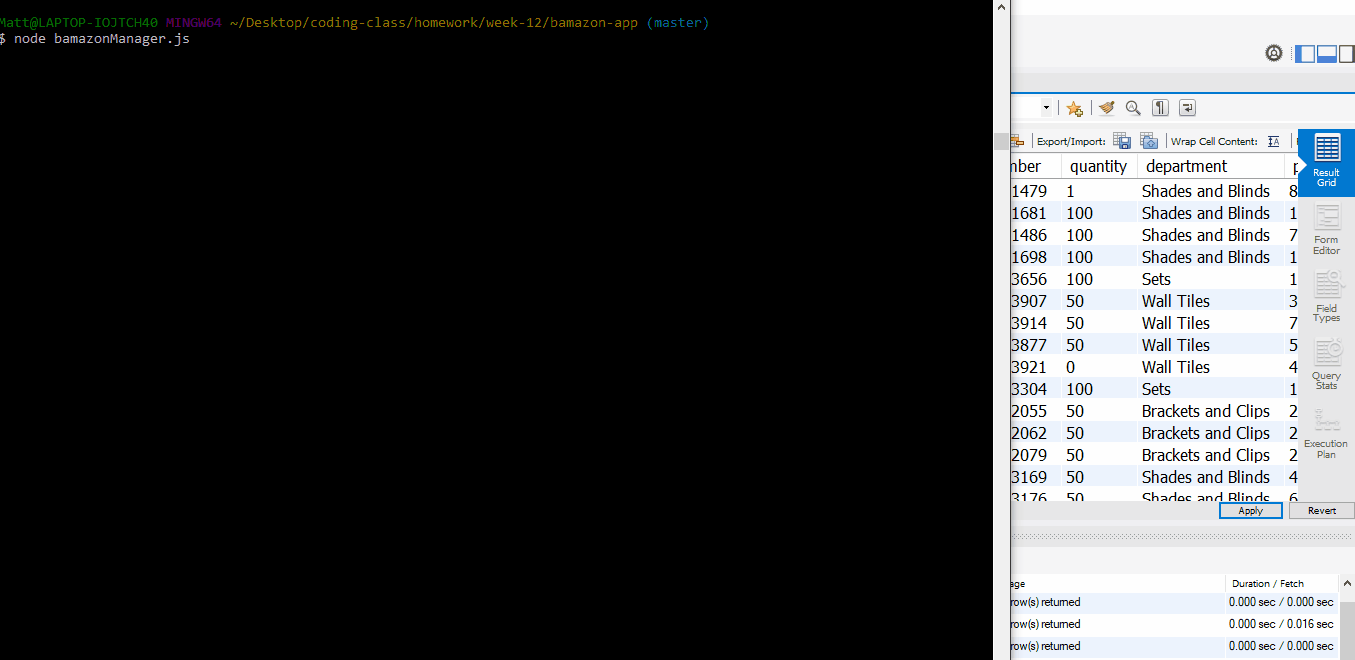 Matt@LAPTOP-IOJTCH40 MINGW64 ~/Desktop/coding-class/homework/week-12/bamazon-app (master)
$ node bamazonManager.js
Export/Import: Wrap Cell Content:
nber quantity department p
1479 1 Shades and Blinds 8
1681 100 Shades and Blinds 1
1486 100 Shades and Blinds 7
1698 100 Shades and Blinds 1
3656 100 Sets 1
3907 50 Wall Tiles 3
3914 50 Wall Tiles 7
3877 50 Wall Tiles 5
3921 0 Wall Tiles 4
3304 100 Sets 1
2055 50 Brackets and Clips 2
2062 50 Brackets and Clips 2
2079 50 Brackets and Clips 2
3169 50 Shades and Blinds 4
3176 50 Shades and Blinds 6
Result
Grid
Form
Editor
Field
Types
Query
Stats
Execution
Plan
Apply Revert
age Duration / Fetch
row(s) returned 0.000 sec / 0.000 sec
row(s) returned 0.000 sec / 0.016 sec
row(s) returned 0.000 sec / 0.000 sec